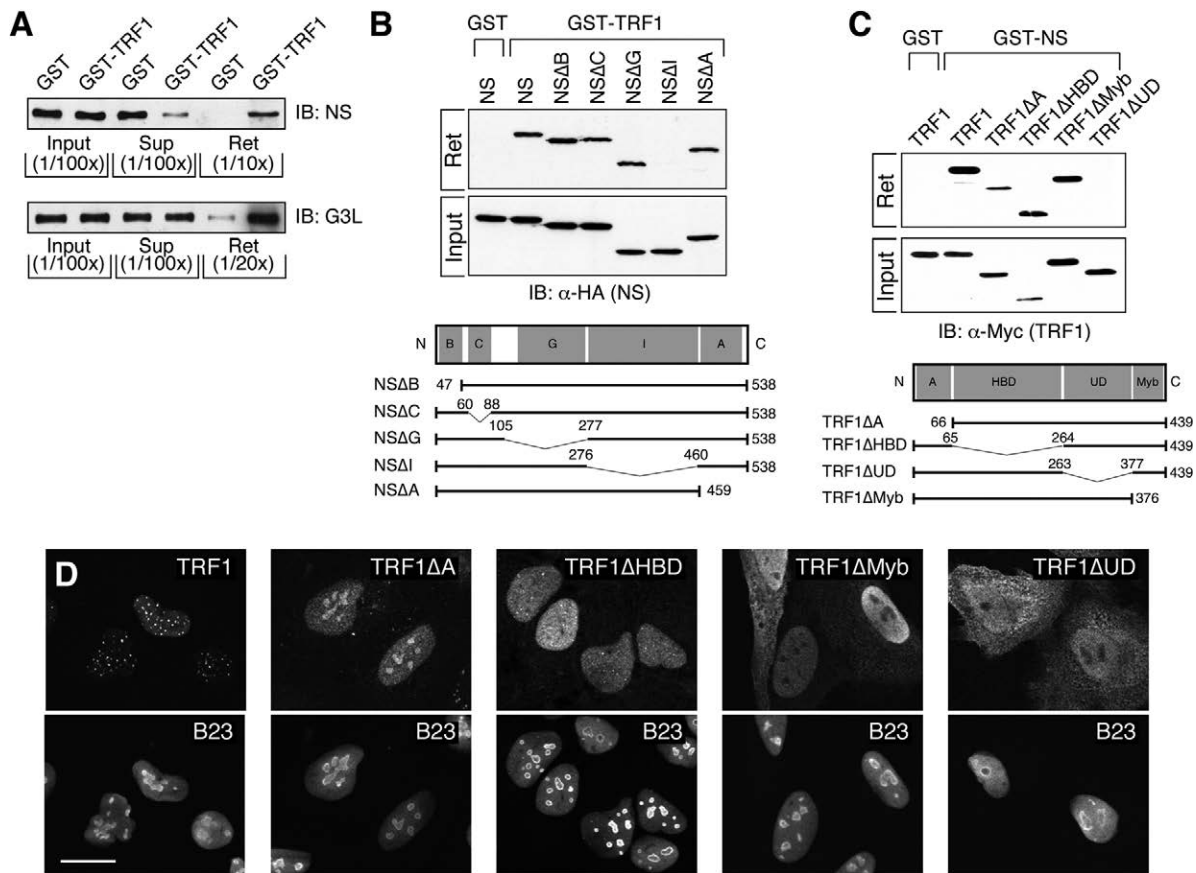 A
GST
GST-TRF1
GST
GST-TRF1
GST
GST-TRF1
IB: NS
Input
(1/100x)
Sup
(1/100x)
Ret
(1/10x)
IB: G3L
Input
(1/100x)
Sup
(1/100x)
Ret
(1/20x)
B
GST
GST-TRF1
NS
NS
NSΔB
NSΔC
NSΔG
NSΔI
NSΔA
Ret
Input
IB: α-HA (NS)
N B C G I A C
NSΔB 47 538
NSΔC 60 88 538
NSΔG 105 277 538
NSΔI 276 460 538
NSΔA 459
C
GST
GST-NS
TRF1
TRF1
TRF1ΔA
TRF1ΔHBD
TRF1ΔMyb
TRF1ΔUD
Ret
Input
IB: α-Myc (TRF1)
N A HBD UD Myb C
TRF1ΔA 66 439
TRF1ΔHBD 65 264 439
TRF1ΔUD 263 377 439
TRF1ΔMyb 376
D
TRF1
TRF1ΔA
TRF1ΔHBD
TRF1ΔMyb
TRF1ΔUD
B23
B23
B23
B23
B23